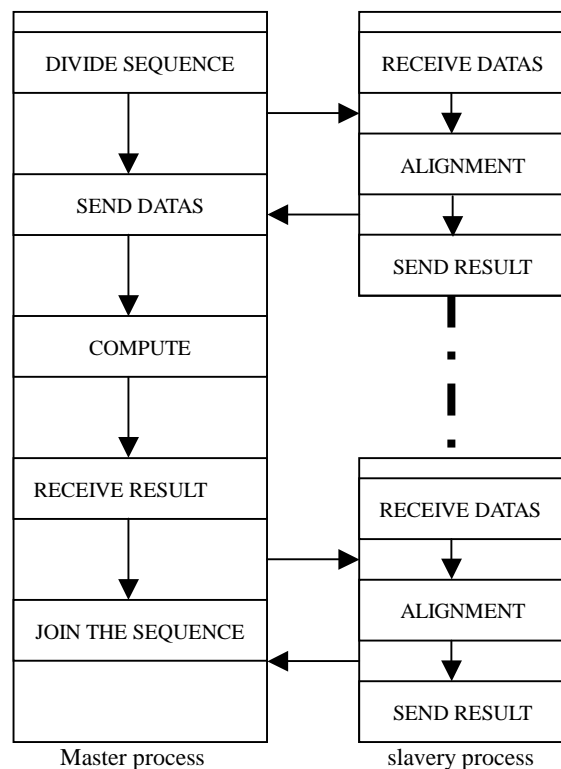 DIVIDE SEQUENCE
SEND DATAS
COMPUTE
RECEIVE RESULT
JOIN THE SEQUENCE
Master process
RECEIVE DATAS
ALIGNMENT
SEND RESULT
RECEIVE DATAS
ALIGNMENT
SEND RESULT
slavery process